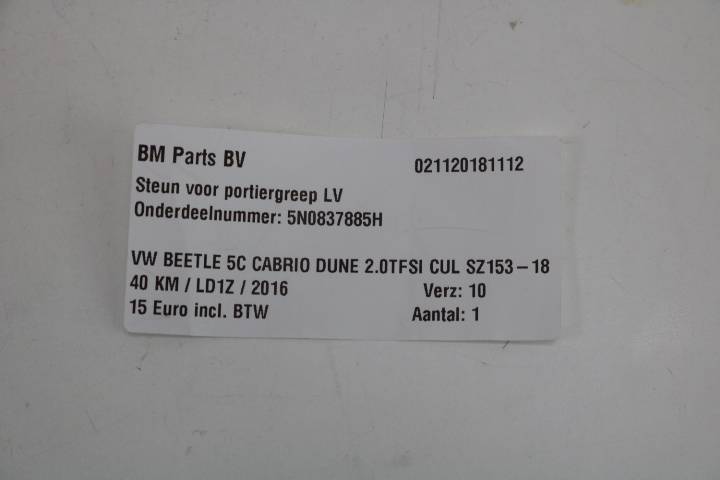 BM Parts BV 021120181112
Steun voor portiergreep LV
Onderdeelnummer: 5N0837885H
VW BEETLE 5C CABRIO DUNE 2.0TFSI CUL SZ153-18
40 KM / LD1Z / 2016 Verz: 10
15 Euro incl. BTW Aantal: 1